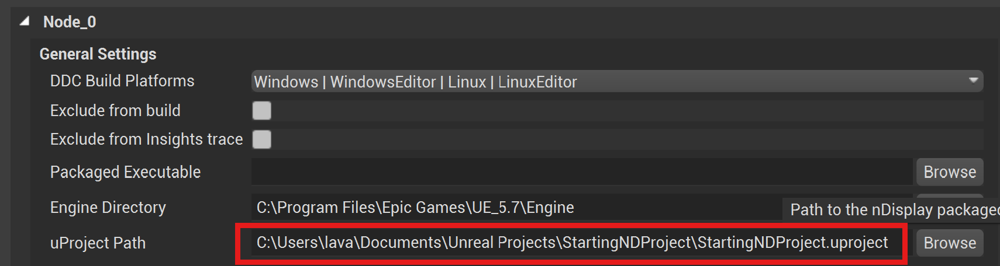 Node_0
General Settings
DDC Build Platforms Windows | WindowsEditor | Linux | LinuxEditor
Exclude from build
Exclude from Insights trace
Packaged Executable Browse
Engine Directory C:\Program Files\Epic Games\UE_5.7\Engine
Path to the nDisplay packaged
uProject Path C:\Users\lava\Documents\Unreal Projects\StartingNDProject\StartingNDProject.uproject Browse